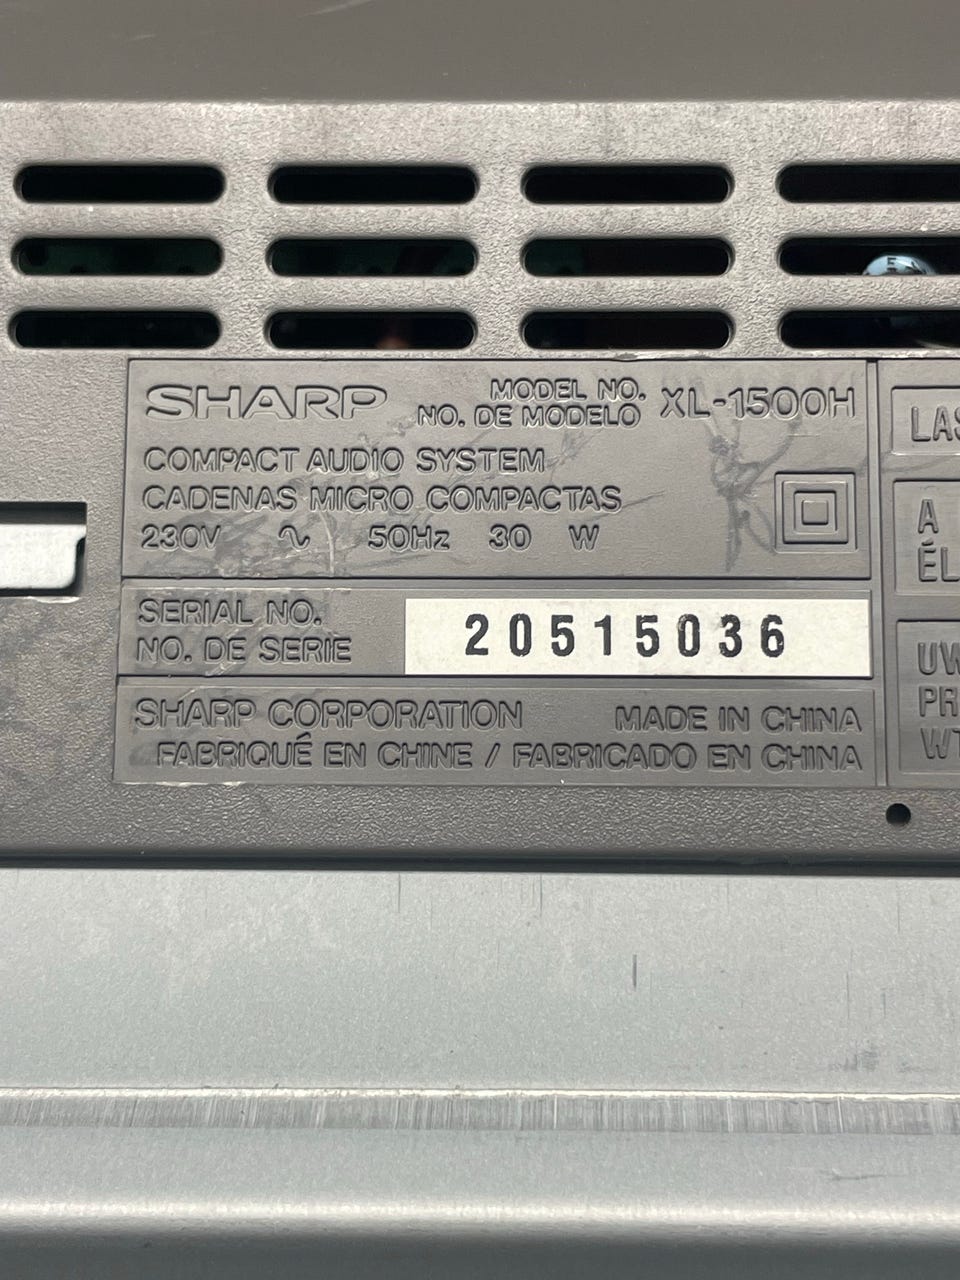 SHARP MODEL NO. XL-1500H
NO. DE MODELO
COMPACT AUDIO SYSTEM
CADENAS MICRO COMPACTAS
230V ∿ 50Hz 30 W
SERIAL NO. 20515036
NO. DE SERIE
SHARP CORPORATION MADE IN CHINA
FABRIQUÉ EN CHINE / FABRICADO EN CHINA
A